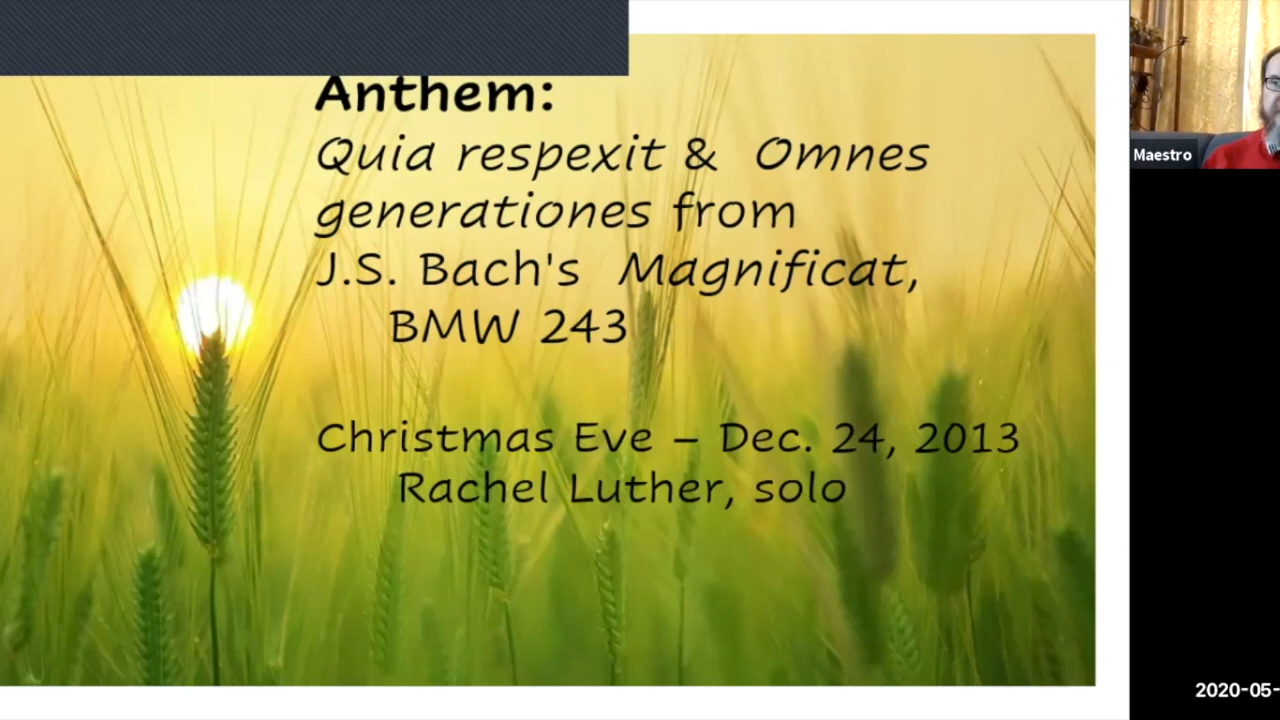 Anthem:
Quia respexit & Omnes
generationes from
J.S. Bach's Magnificat,
BMW 243
Christmas Eve – Dec. 24, 2013
Rachel Luther, solo
Maestro
2020-05-